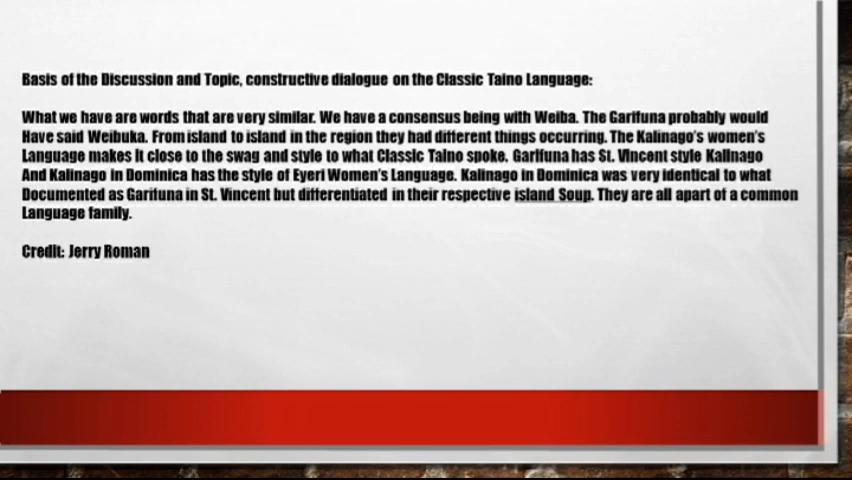 Basis of the Discussion and Topic, constructive dialogue on the Classic Taino Language:
What we have are words that are very similar. We have a consensus being with Weiba. The Garifuna probably would
Have said Weibuka. From island to island in the region they had different things occurring. The Kalinago's women's
Language makes it close to the swag and style to what Classic Taino spoke. Garifuna has St. Vincent style Kalinago
And Kalinago in Dominica has the style of Eyeri Women's Language. Kalinago in Dominica was very identical to what
Documented as Garifuna in St. Vincent but differentiated in their respective island Soup. They are all apart of a common
Language family.
Credit: Jerry Roman